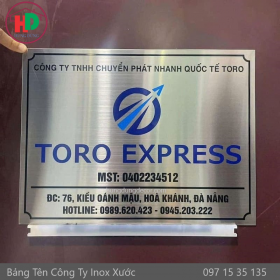 HD
CÔNG TY TNHH CHUYỂN PHÁT NHANH QUỐC TẾ TORO
TORO EXPRESS
MST: 0402234512
ĐC: 76, KIỀU OÁNH MẬU, HOÀ KHÁNH, ĐÀ NẴNG
HOTLINE: 0989.620.423 - 0945.203.222
Bảng Tên Công Ty Inox Xước
097 15 35 135